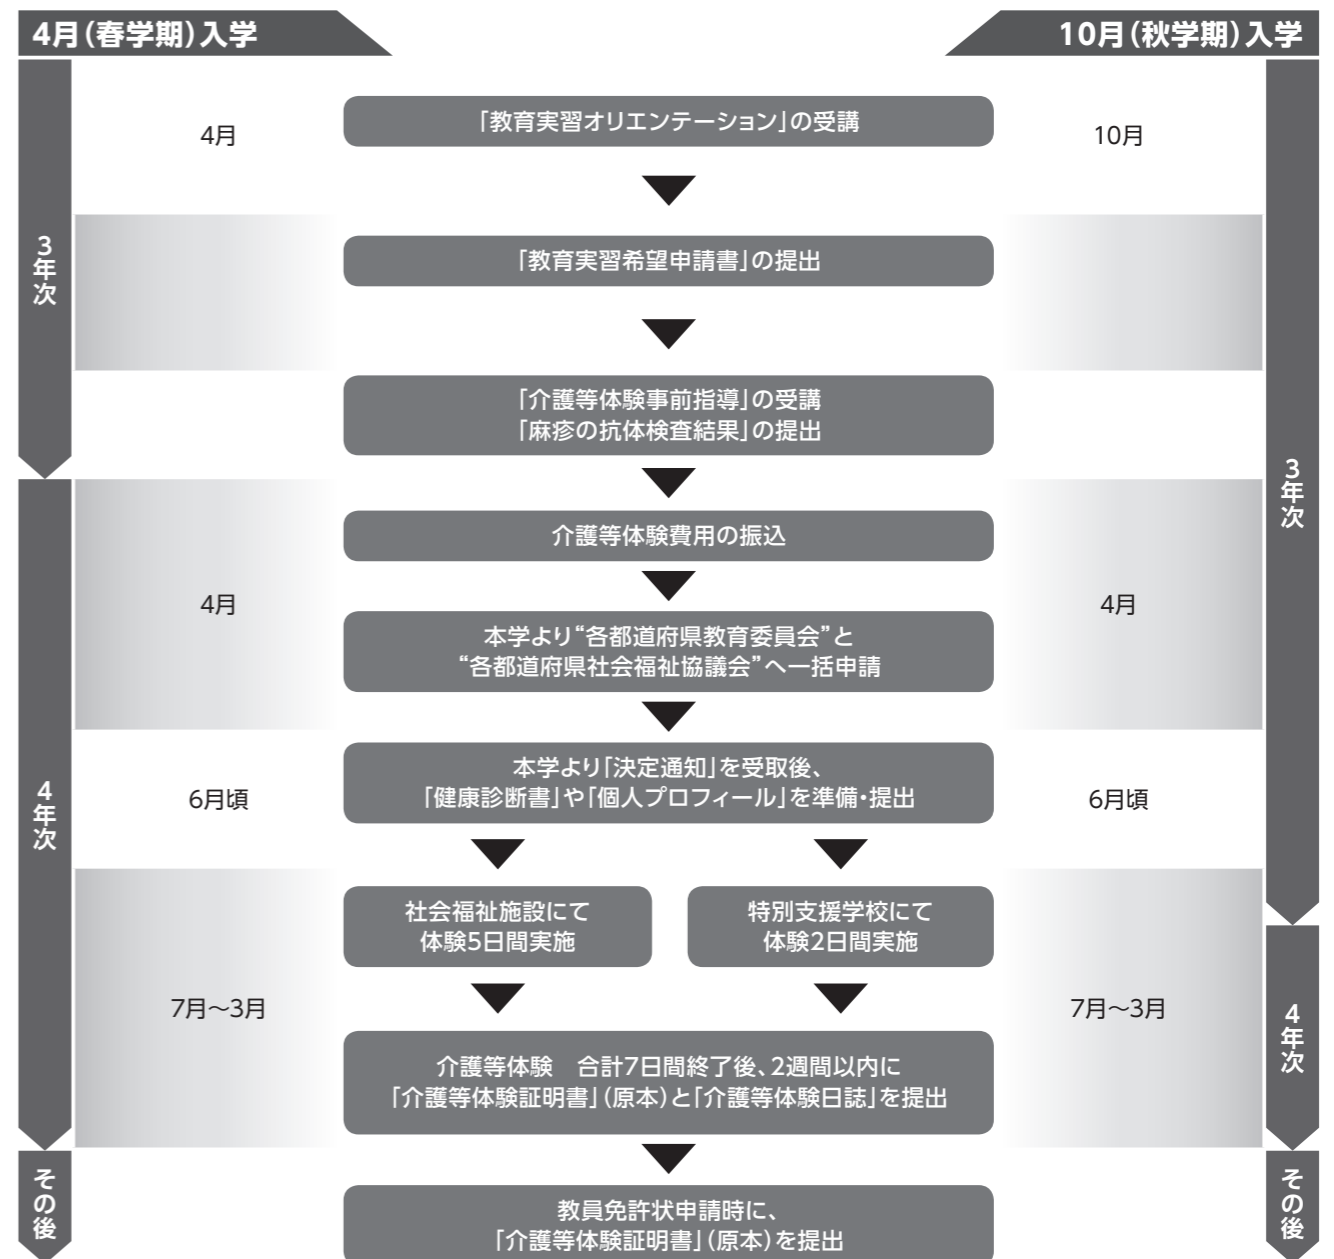 4月（春学期）入学
10月（秋学期）入学
3年次
4月
「教育実習オリエンテーション」の受講
10月
3年次
「教育実習希望申請書」の提出
「介護等体験事前指導」の受講
「麻疹の抗体検査結果」の提出
4年次
介護等体験費用の振込
4月
4月
本学より“各都道府県教育委員会”と
“各都道府県社会福祉協議会”へ一括申請
本学より「決定通知」を受取後、
「健康診断書」や「個人プロフィール」を準備・提出
6月頃
6月頃
社会福祉施設にて
体験5日間実施
特別支援学校にて
体験2日間実施
7月～3月
7月～3月
4年次
介護等体験　合計7日間終了後、2週間以内に
「介護等体験証明書」（原本）と「介護等体験日誌」を提出
その後
その後
教員免許状申請時に、
「介護等体験証明書」（原本）を提出